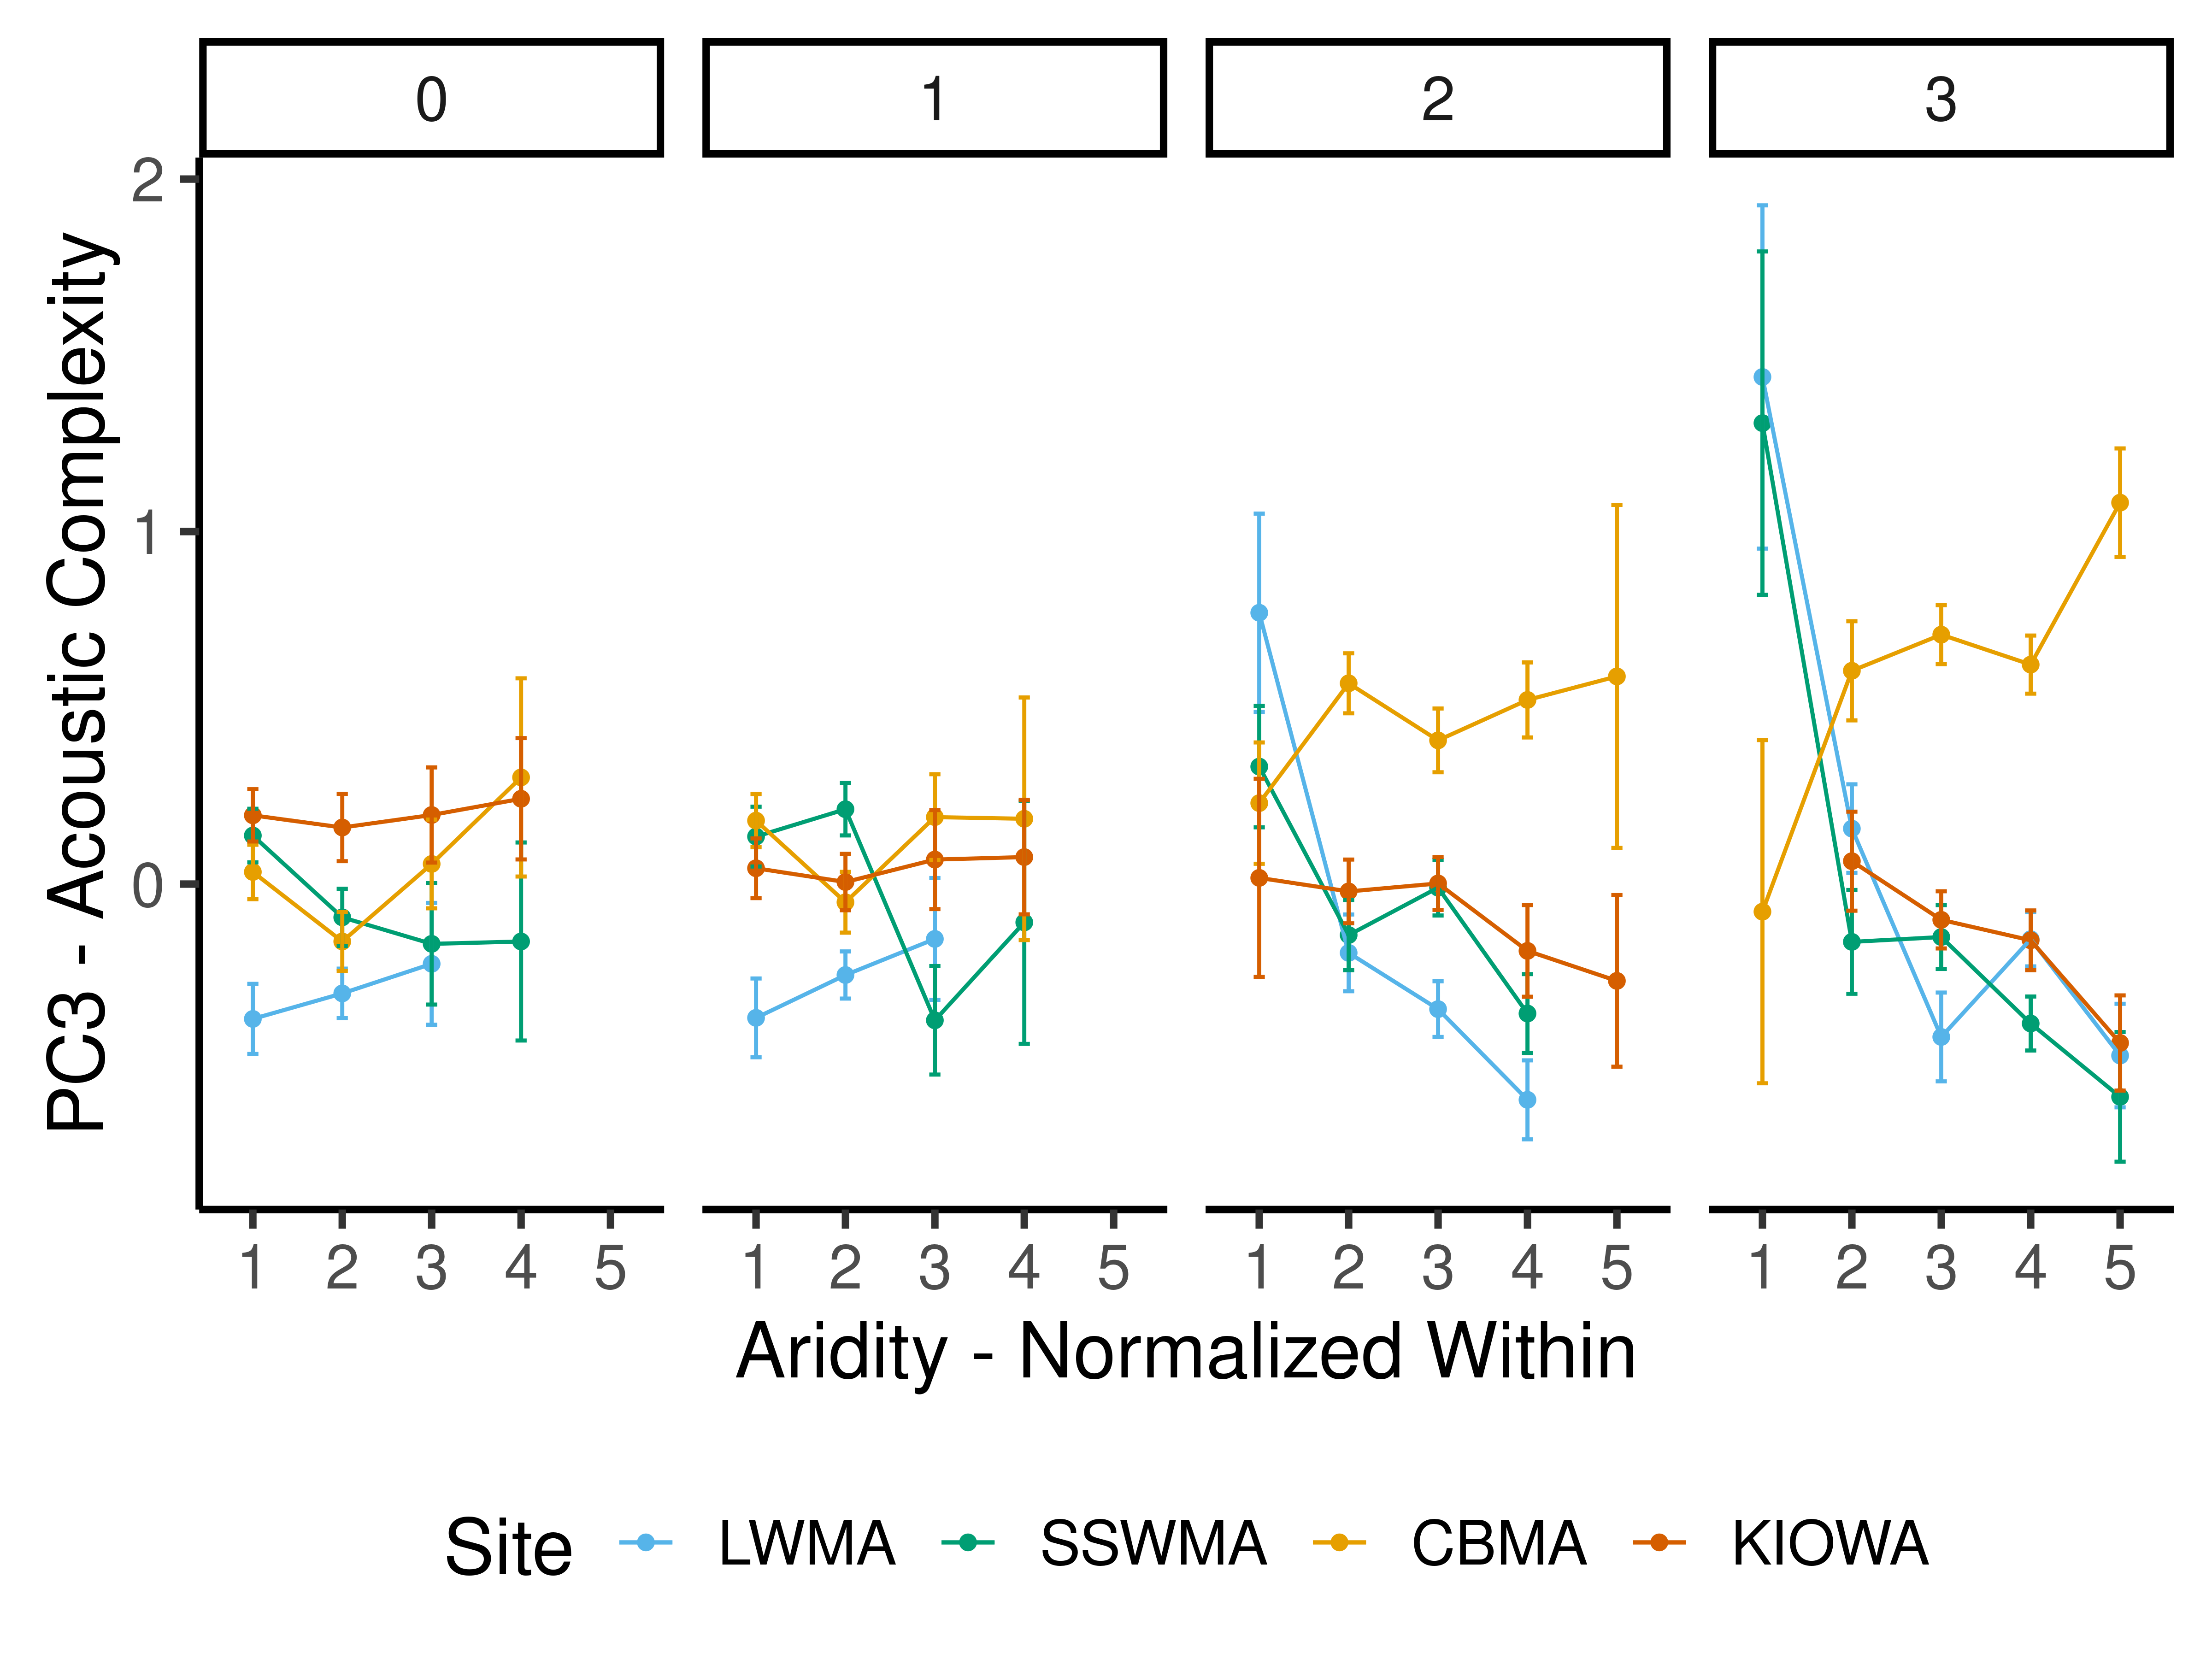 0 1 2 3
2
1
0
PC3 - Acoustic Complexity
1 2 3 4 5 1 2 3 4 5 1 2 3 4 5 1 2 3 4 5
Aridity - Normalized Within
Site LWMA SSWMA CBMA KIOWA